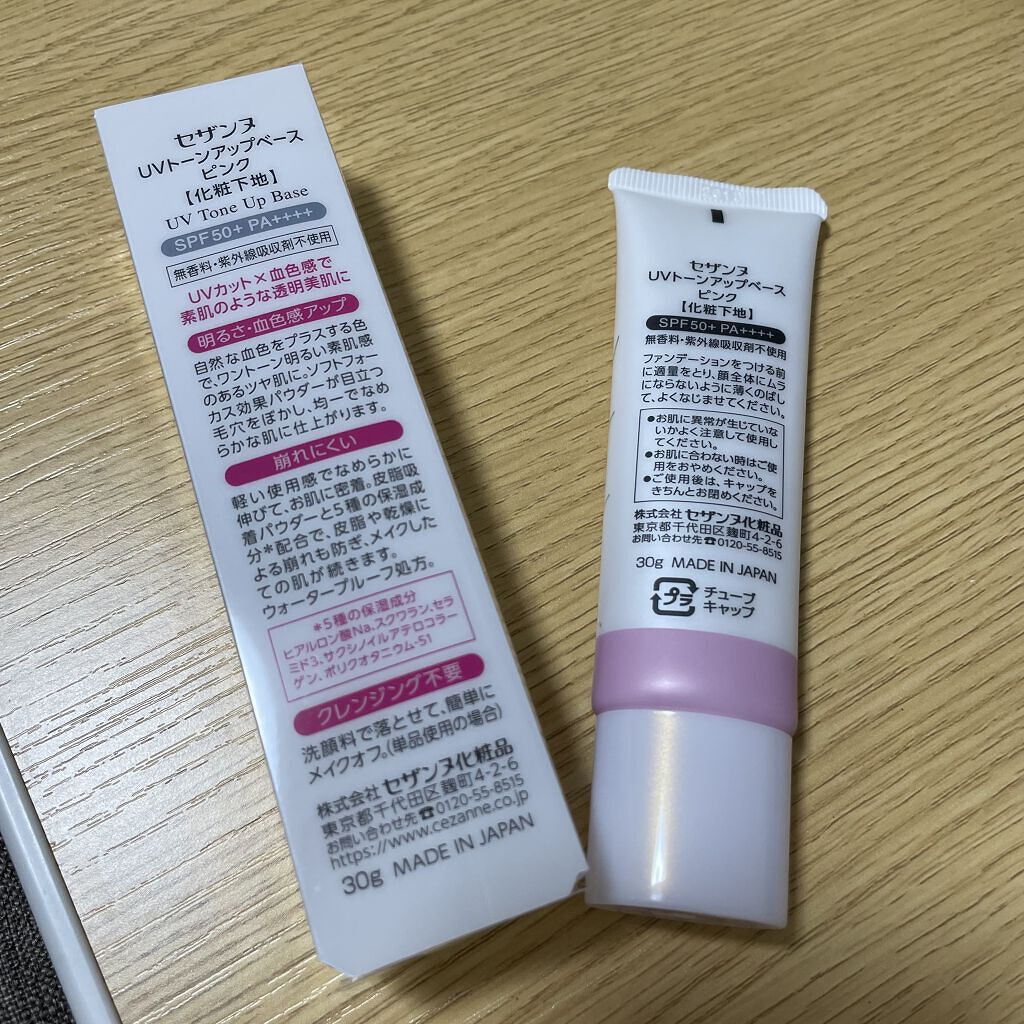 セザンヌ
UVトーンアップベース
ピンク
【化粧下地】
UV Tone Up Base
SPF50+ PA++++
無香料・紫外線吸収剤不使用
UVカット×血色感で
素肌のような透明美肌に
明るさ・血色感アップ
自然な血色をプラスする色
で、ワントーン明るい素肌感
のあるツヤ肌に。ソフトフォー
カス効果パウダーが目立つ
毛穴をぼかし、均一でなめ
らかな肌に仕上がります。
崩れにくい
軽い使用感でなめらかに
伸びて、お肌に密着。皮脂吸
着パウダーと5種の保湿成
分*配合で、皮脂や乾燥に
よる崩れも防ぎ、メイクした
ての肌が続きます。
ウォータープルーフ処方。
*5種の保湿成分
ヒアルロン酸Na、スクワラン、セラ
ミド3、サクシノイルアテロコラー
ゲン、ポリクオタニウム-51
クレンジング不要
洗顔料で落とせて、簡単に
メイクオフ。(単品使用の場合)
株式会社 セザンヌ化粧品
東京都千代田区麹町4-2-6
お問い合わせ先☎0120-55-8515
https://www.cezanne.co.jp
30g MADE IN JAPAN
セザンヌ
UVトーンアップベース
ピンク
【化粧下地】
SPF50+ PA++++
無香料・紫外線吸収剤不使用
ファンデーションをつける前
に適量をとり、顔全体にムラ
にならないように薄くのばし
て、よくなじませてください。
●お肌に異常が生じていな
いかよく注意して使用し
てください。
●お肌に合わない時はご使
用をおやめください。
●ご使用後は、キャップを
きちんとお閉めください。
株式会社 セザンヌ化粧品
東京都千代田区麹町4-2-6
お問い合わせ先☎0120-55-8515
30g MADE IN JAPAN
プラ
チューブ
キャップ